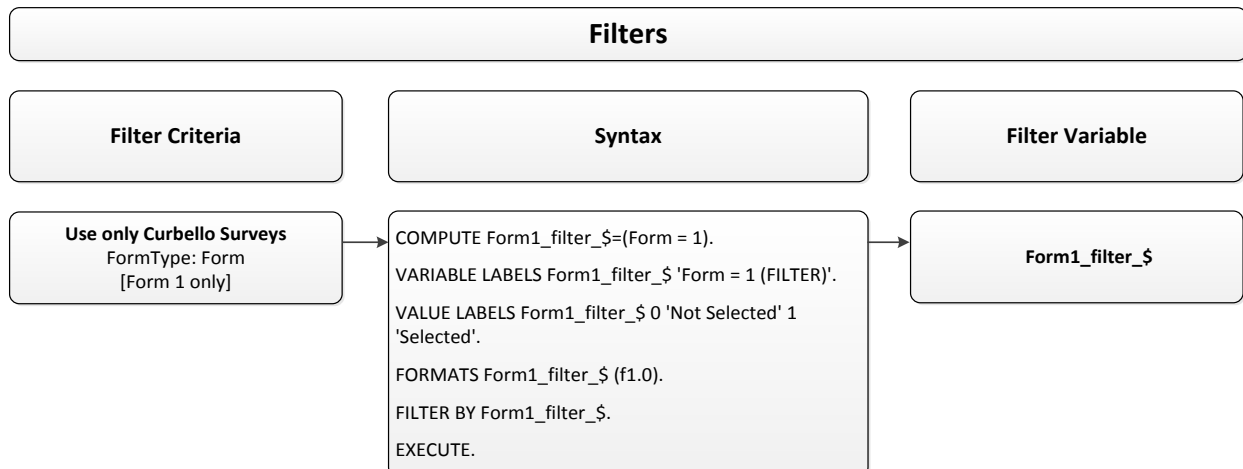 Filters
Filter Criteria
Syntax
Filter Variable
Use only Curbello Surveys
FormType: Form
[Form 1 only]
COMPUTE Form1_filter_$=(Form = 1).
VARIABLE LABELS Form1_filter_$ 'Form = 1 (FILTER)'.
VALUE LABELS Form1_filter_$ 0 'Not Selected' 1
'Selected'.
FORMATS Form1_filter_$ (f1.0).
FILTER BY Form1_filter_$.
EXECUTE.
Form1_filter_$